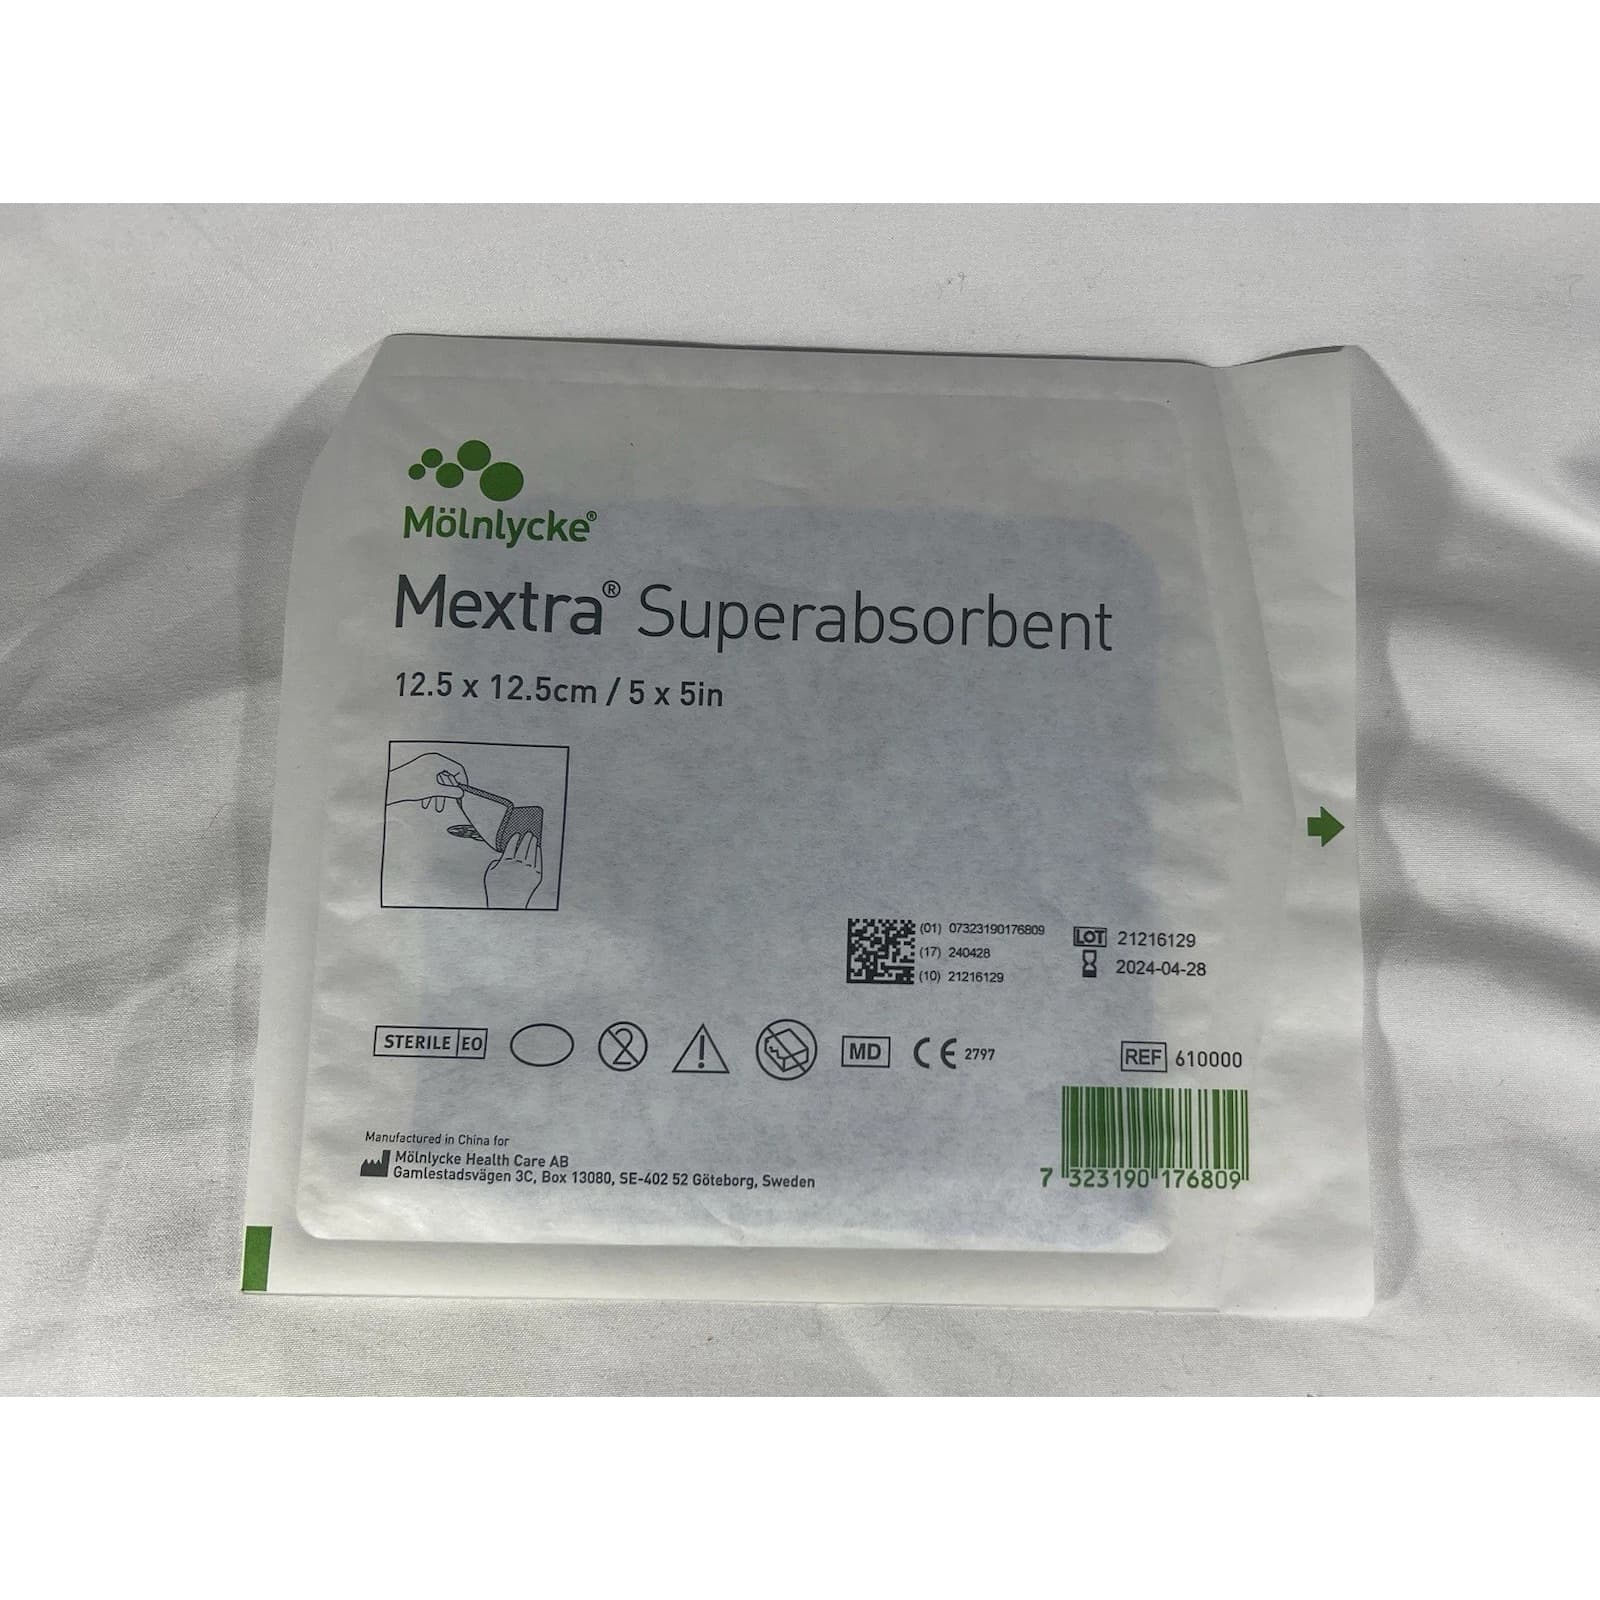 Mölnlycke®
Mextra® Superabsorbent
12.5 x 12.5cm / 5 x 5in
(01) 07323190176809
(17) 240428
(10) 21216129
LOT 21216129
2024-04-28
STERILE EO
2
!
MD
CE 2797
REF 610000
Manufactured in China for
Mölnlycke Health Care AB
Gamlestadsvägen 3C, Box 13080, SE-402 52 Göteborg, Sweden
7 323190 176809